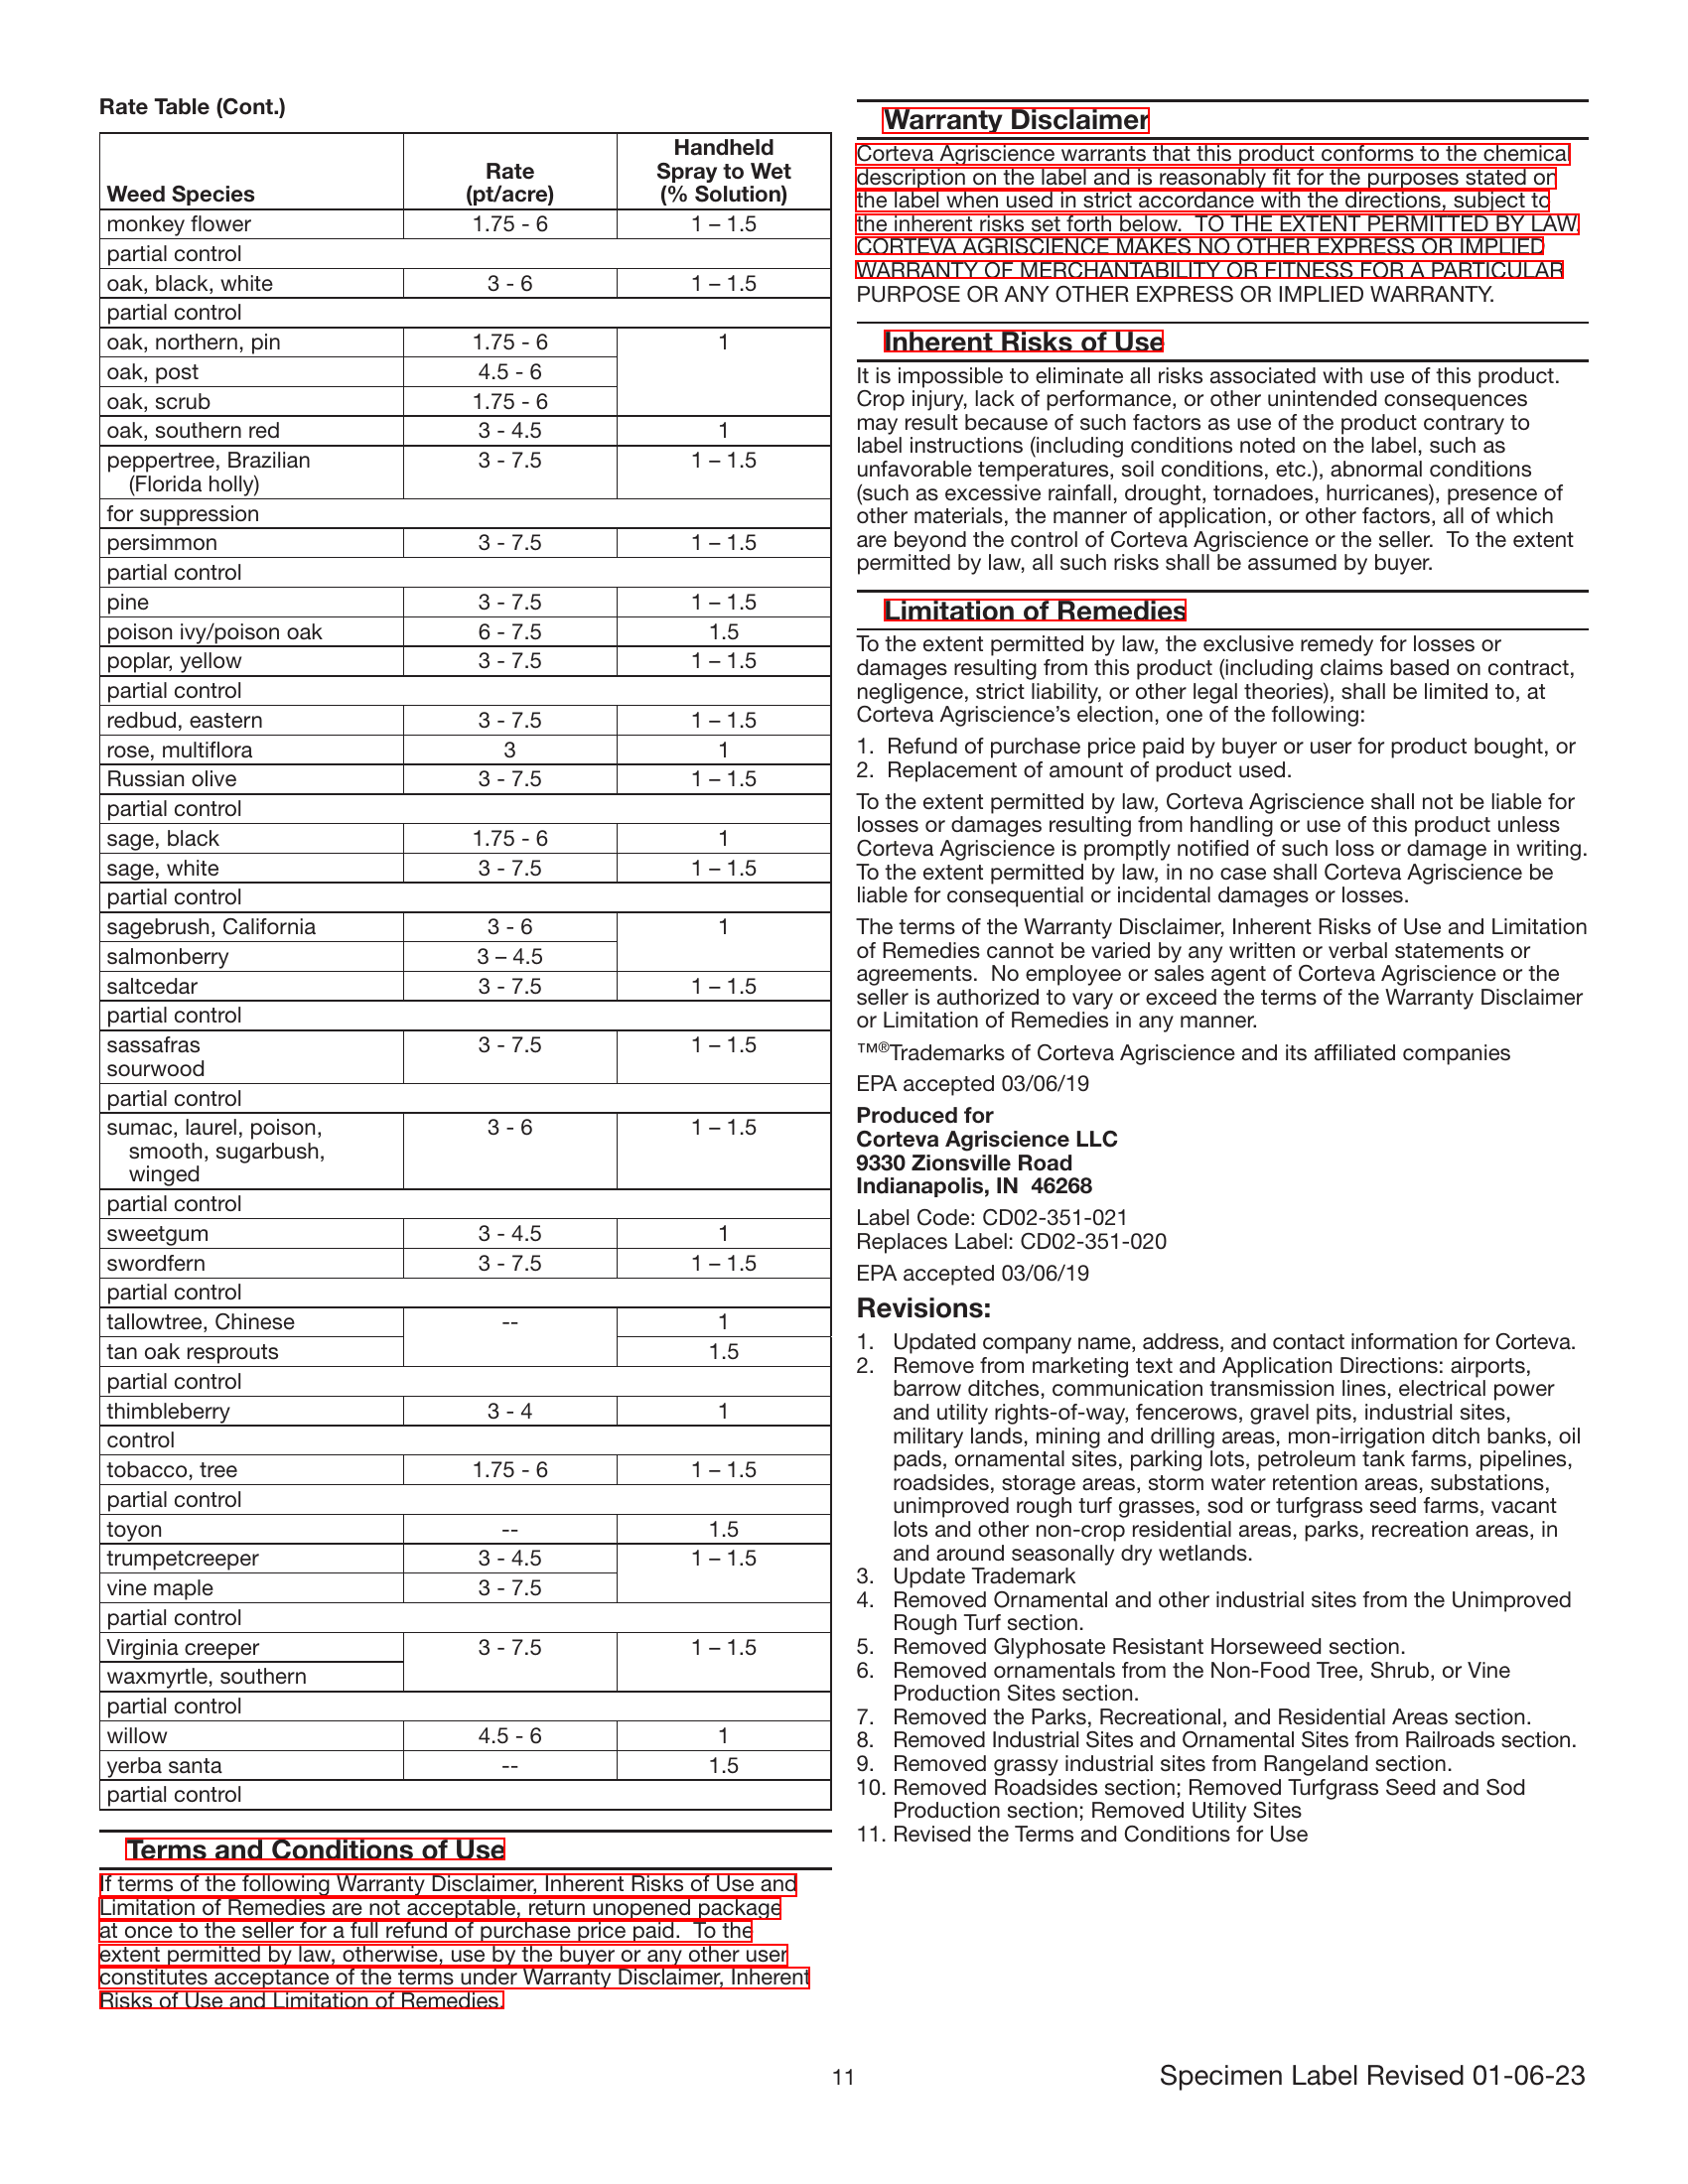 Rate Table (Cont.)
Weed Species Rate (pt/acre) Handheld Spray to Wet (% Solution)
monkey flower 1.75 - 6 1 – 1.5
partial control
oak, black, white 3 - 6 1 – 1.5
partial control
oak, northern, pin 1.75 - 6 1
oak, post 4.5 - 6
oak, scrub 1.75 - 6
oak, southern red 3 - 4.5 1
peppertree, Brazilian 3 - 7.5 1 – 1.5
(Florida holly)
for suppression
persimmon 3 - 7.5 1 – 1.5
partial control
pine 3 - 7.5 1 – 1.5
poison ivy/poison oak 6 - 7.5 1.5
poplar, yellow 3 - 7.5 1 – 1.5
partial control
redbud, eastern 3 - 7.5 1 – 1.5
rose, multiflora 3 1
Russian olive 3 - 7.5 1 – 1.5
partial control
sage, black 1.75 - 6 1
sage, white 3 - 7.5 1 – 1.5
partial control
sagebrush, California 3 - 6 1
salmonberry 3 – 4.5
saltcedar 3 - 7.5 1 – 1.5
partial control
sassafras 3 - 7.5 1 – 1.5
sourwood
partial control
sumac, laurel, poison, 3 - 6 1 – 1.5
smooth, sugarbush,
winged
partial control
sweetgum 3 - 4.5 1
swordfern 3 - 7.5 1 – 1.5
partial control
tallowtree, Chinese -- 1
tan oak resprouts 1.5
partial control
thimbleberry 3 - 4 1
control
tobacco, tree 1.75 - 6 1 – 1.5
partial control
toyon -- 1.5
trumpetcreeper 3 - 4.5 1 – 1.5
vine maple 3 - 7.5
partial control
Virginia creeper 3 - 7.5 1 – 1.5
waxmyrtle, southern
partial control
willow 4.5 - 6 1
yerba santa -- 1.5
partial control
Terms and Conditions of Use
If terms of the following Warranty Disclaimer, Inherent Risks of Use and
Limitation of Remedies are not acceptable, return unopened package
at once to the seller for a full refund of purchase price paid.  To the
extent permitted by law, otherwise, use by the buyer or any other user
constitutes acceptance of the terms under Warranty Disclaimer, Inherent
Risks of Use and Limitation of Remedies.
Warranty Disclaimer
Corteva Agriscience warrants that this product conforms to the chemical
description on the label and is reasonably fit for the purposes stated on
the label when used in strict accordance with the directions, subject to
the inherent risks set forth below.  TO THE EXTENT PERMITTED BY LAW,
CORTEVA AGRISCIENCE MAKES NO OTHER EXPRESS OR IMPLIED
WARRANTY OF MERCHANTABILITY OR FITNESS FOR A PARTICULAR
PURPOSE OR ANY OTHER EXPRESS OR IMPLIED WARRANTY.
Inherent Risks of Use
It is impossible to eliminate all risks associated with use of this product.
Crop injury, lack of performance, or other unintended consequences
may result because of such factors as use of the product contrary to
label instructions (including conditions noted on the label, such as
unfavorable temperatures, soil conditions, etc.), abnormal conditions
(such as excessive rainfall, drought, tornadoes, hurricanes), presence of
other materials, the manner of application, or other factors, all of which
are beyond the control of Corteva Agriscience or the seller.  To the extent
permitted by law, all such risks shall be assumed by buyer.
Limitation of Remedies
To the extent permitted by law, the exclusive remedy for losses or
damages resulting from this product (including claims based on contract,
negligence, strict liability, or other legal theories), shall be limited to, at
Corteva Agriscience’s election, one of the following:
1. Refund of purchase price paid by buyer or user for product bought, or
2. Replacement of amount of product used.
To the extent permitted by law, Corteva Agriscience shall not be liable for
losses or damages resulting from handling or use of this product unless
Corteva Agriscience is promptly notified of such loss or damage in writing.
To the extent permitted by law, in no case shall Corteva Agriscience be
liable for consequential or incidental damages or losses.
The terms of the Warranty Disclaimer, Inherent Risks of Use and Limitation
of Remedies cannot be varied by any written or verbal statements or
agreements.  No employee or sales agent of Corteva Agriscience or the
seller is authorized to vary or exceed the terms of the Warranty Disclaimer
or Limitation of Remedies in any manner.
™®Trademarks of Corteva Agriscience and its affiliated companies
EPA accepted 03/06/19
Produced for
Corteva Agriscience LLC
9330 Zionsville Road
Indianapolis, IN  46268
Label Code: CD02-351-021
Replaces Label: CD02-351-020
EPA accepted 03/06/19
Revisions:
1. Updated company name, address, and contact information for Corteva.
2. Remove from marketing text and Application Directions: airports,
barrow ditches, communication transmission lines, electrical power
and utility rights-of-way, fencerows, gravel pits, industrial sites,
military lands, mining and drilling areas, mon-irrigation ditch banks, oil
pads, ornamental sites, parking lots, petroleum tank farms, pipelines,
roadsides, storage areas, storm water retention areas, substations,
unimproved rough turf grasses, sod or turfgrass seed farms, vacant
lots and other non-crop residential areas, parks, recreation areas, in
and around seasonally dry wetlands.
3. Update Trademark
4. Removed Ornamental and other industrial sites from the Unimproved
Rough Turf section.
5. Removed Glyphosate Resistant Horseweed section.
6. Removed ornamentals from the Non-Food Tree, Shrub, or Vine
Production Sites section.
7. Removed the Parks, Recreational, and Residential Areas section.
8. Removed Industrial Sites and Ornamental Sites from Railroads section.
9. Removed grassy industrial sites from Rangeland section.
10. Removed Roadsides section; Removed Turfgrass Seed and Sod
Production section; Removed Utility Sites
11. Revised the Terms and Conditions for Use
11
Specimen Label Revised 01-06-23